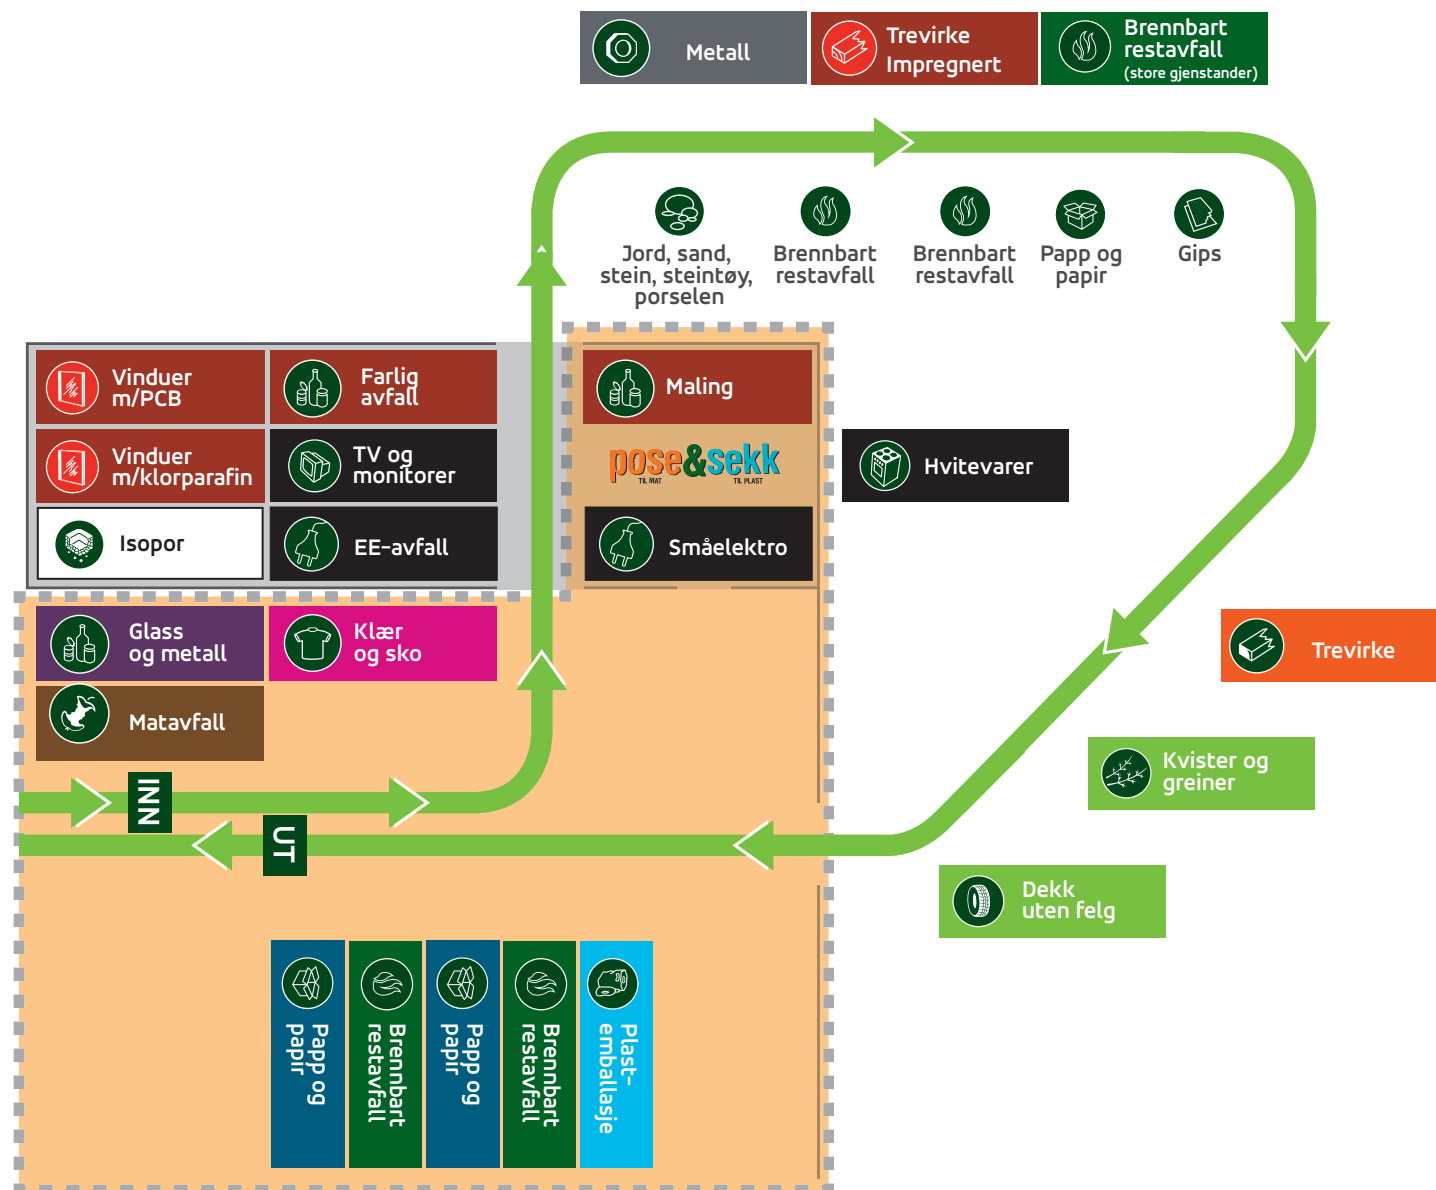 Metall
Trevirke
Impregnert
Brennbart
restavfall
(store gjenstander)
Jord, sand,
stein, steintøy,
porselen
Brennbart
restavfall
Brennbart
restavfall
Papp og
papir
Gips
Vinduer
m/PCB
Farlig
avfall
Maling
Vinduer
m/klorparafin
TV og
monitorer
pose&sekk
TIL MAT
TIL PLAST
Hvitevarer
Isopor
EE-avfall
Småelektro
Glass
og metall
Klær
og sko
Trevirke
Matavfall
Kvister og
greiner
INN
UT
Dekk
uten felg
Papp og
papir
Brennbart
restavfall
Papp og
papir
Brennbart
restavfall
Plast-
emballasje